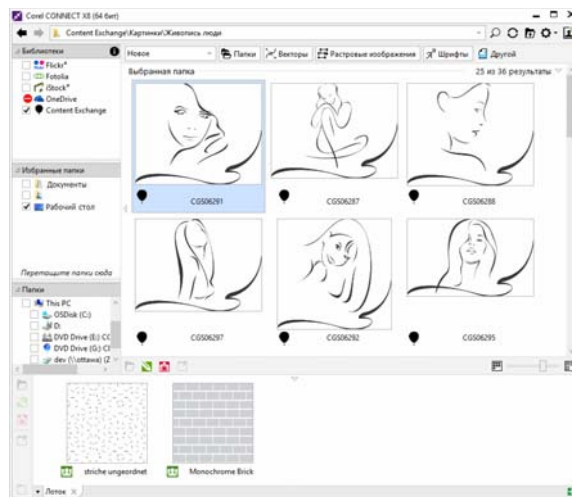 Corel CONNECT X8 (64 бит)
Content Exchange\Картинки\Живопись люди
Библиотеки
Новое
Папки
Векторы
Растровые изображения
Шрифты
Другой
Flickr*
Fotolia
iStock*
OneDrive
Content Exchange
Выбранная папка
25 из 36 результаты
CGS06291
CGS06287
CGS06288
Избранные папки
Документы
Рабочий стол
Перетащите папки сюда
CGS06297
CGS06292
CGS06295
Папки
This PC
OSDisk (C:)
D:
DVD Drive (E:) CC
DVD Drive (G:) CI
dev (\\ottawa) (Z
striche ungeordnet
Monochrome Brick
Лоток